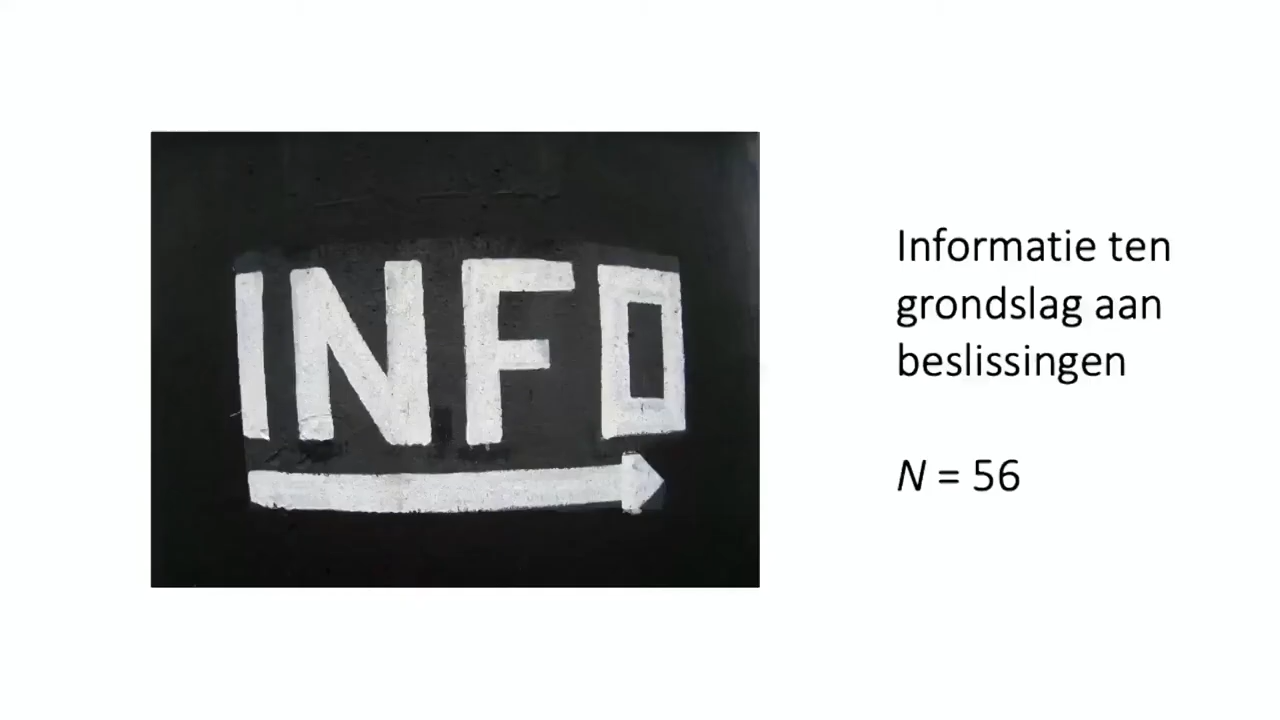 INFO
Informatie ten
grondslag aan
beslissingen
N = 56